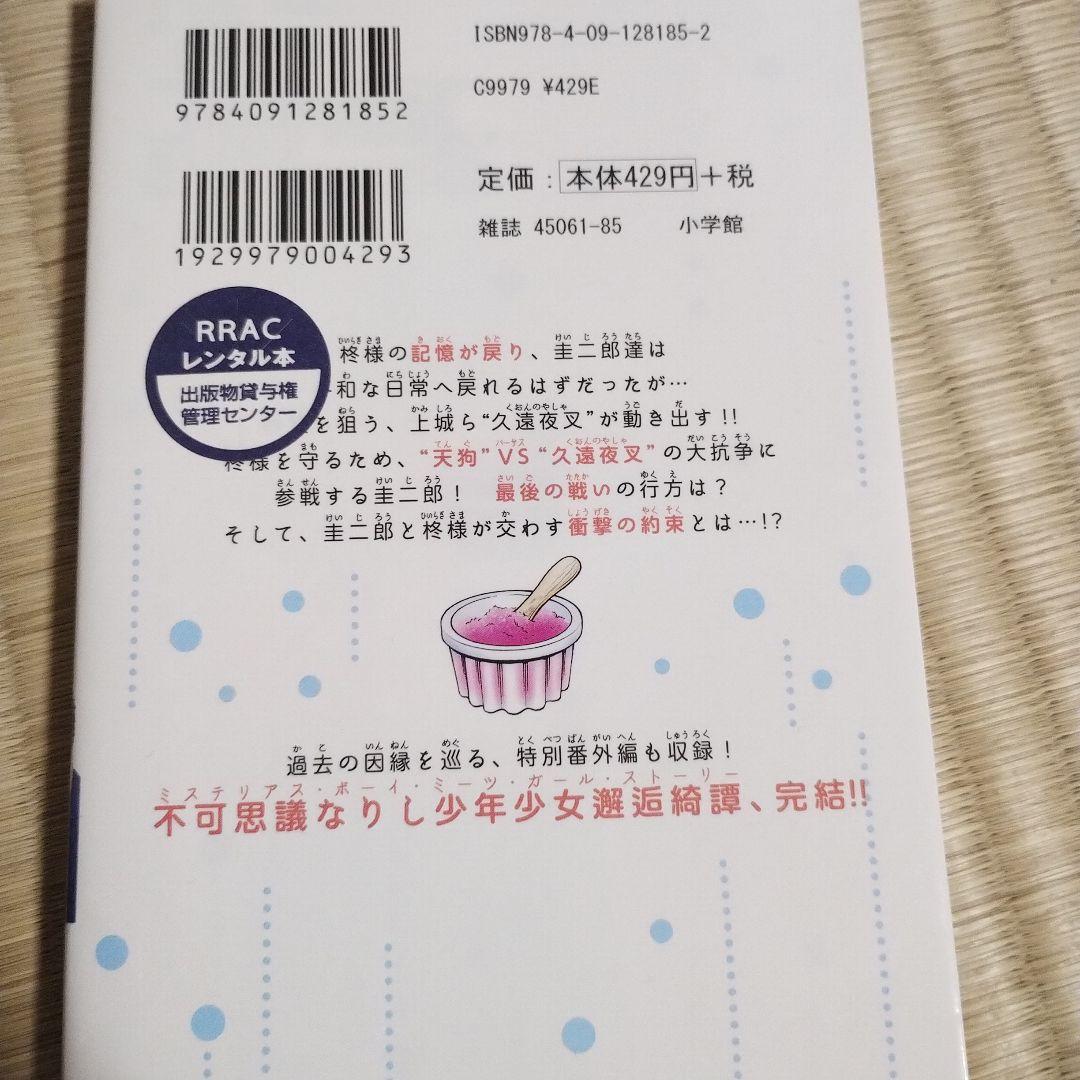 ISBN978-4-09-128185-2
9784091281852
C9979 ¥429E
定価：本体429円+税
1929979004293
雑誌 45061-85 小学館
RRAC
レンタル本
出版物貸与権
管理センター
柊様の記憶が戻り、圭二郎達は
和な日常へ戻れるはずだったが…
を狙う、上城ら“久遠夜叉”が動き出す!!
柊様を守るため、“天狗”VS“久遠夜叉”の大抗争に
参戦する圭二郎！ 最後の戦いの行方は？
そして、圭二郎と柊様が交わす衝撃の約束とは…!?
過去の因縁を巡る、特別番外編も収録！
ミステリアス・ボーイ・ミーツ・ガール・ストーリー
不可思議なりし少年少女邂逅綺譚、完結!!